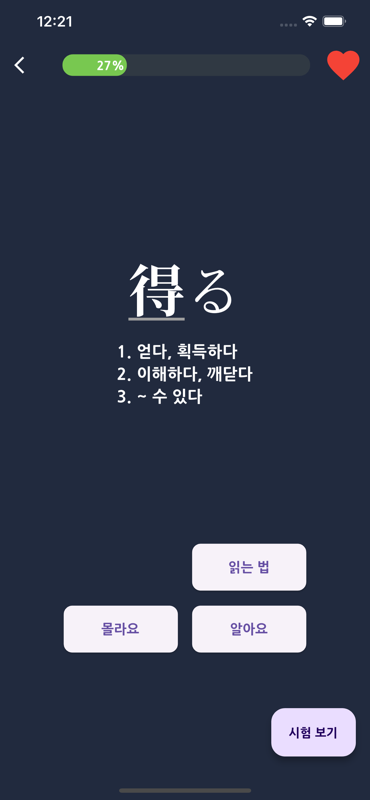 12:21
27%
得る
1. 얻다, 획득하다
2. 이해하다, 깨닫다
3. ~ 수 있다
읽는 법
몰라요
알아요
시험 보기